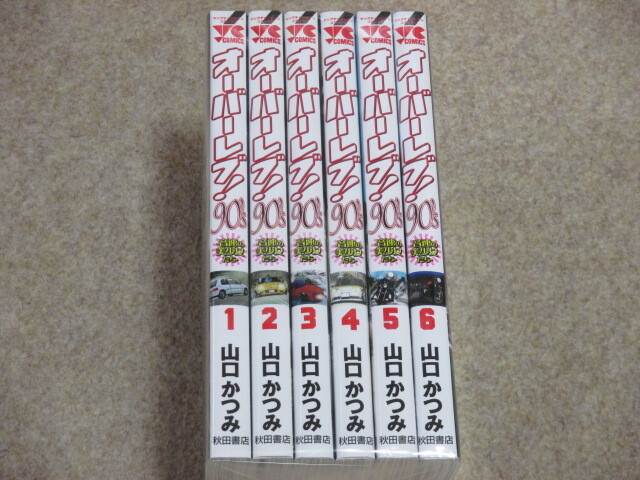 YC
COMICS
オーバーレブ!
90's
1
山口かつみ
秋田書店
YC
COMICS
オーバーレブ!
90's
2
山口かつみ
秋田書店
YC
COMICS
オーバーレブ!
90's
3
山口かつみ
秋田書店
YC
COMICS
オーバーレブ!
90's
4
山口かつみ
秋田書店
YC
COMICS
オーバーレブ!
90's
5
山口かつみ
秋田書店
YC
COMICS
オーバーレブ!
90's
6
山口かつみ
秋田書店